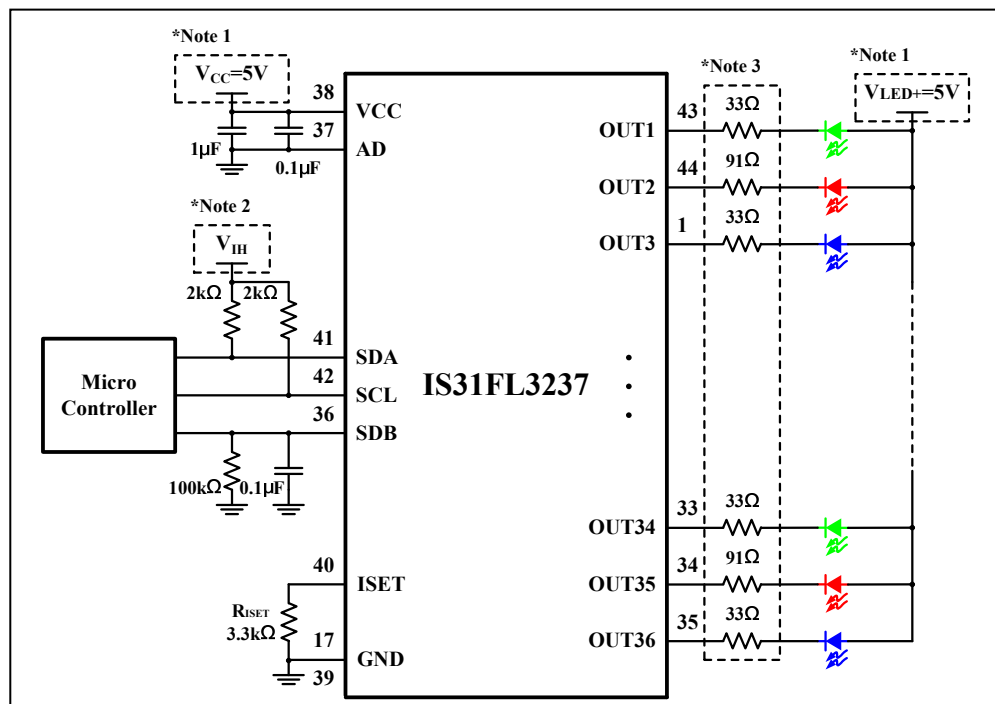 *Note 1
VCC=5V
38
VCC
37
AD
1μF
0.1μF
*Note 2
VIH
2kΩ
2kΩ
Micro
Controller
41
SDA
42
SCL
36
SDB
100kΩ
0.1μF
40
ISET
RISET
3.3kΩ
17
GND
39
IS31FL3237
*Note 3
*Note 1
VLED+=5V
OUT1
43
33Ω
OUT2
44
91Ω
OUT3
1
33Ω
OUT34
33
33Ω
OUT35
34
91Ω
OUT36
35
33Ω